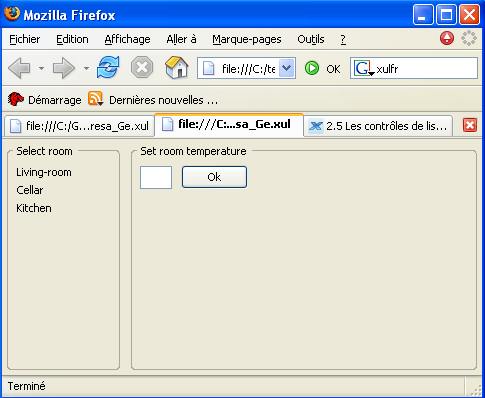 Mozilla Firefox
Fichier Edition Affichage Aller à Marque-pages Outils ?
file:///C:/te OK G xulfr
Démarrage Dernières nouvelles ...
file:///C:/G...resa_Ge.xul file:///C:...sa_Ge.xul 2.5 Les contrôles de lis...
Select room Set room temperature
Living-room Ok
Cellar
Kitchen
Terminé